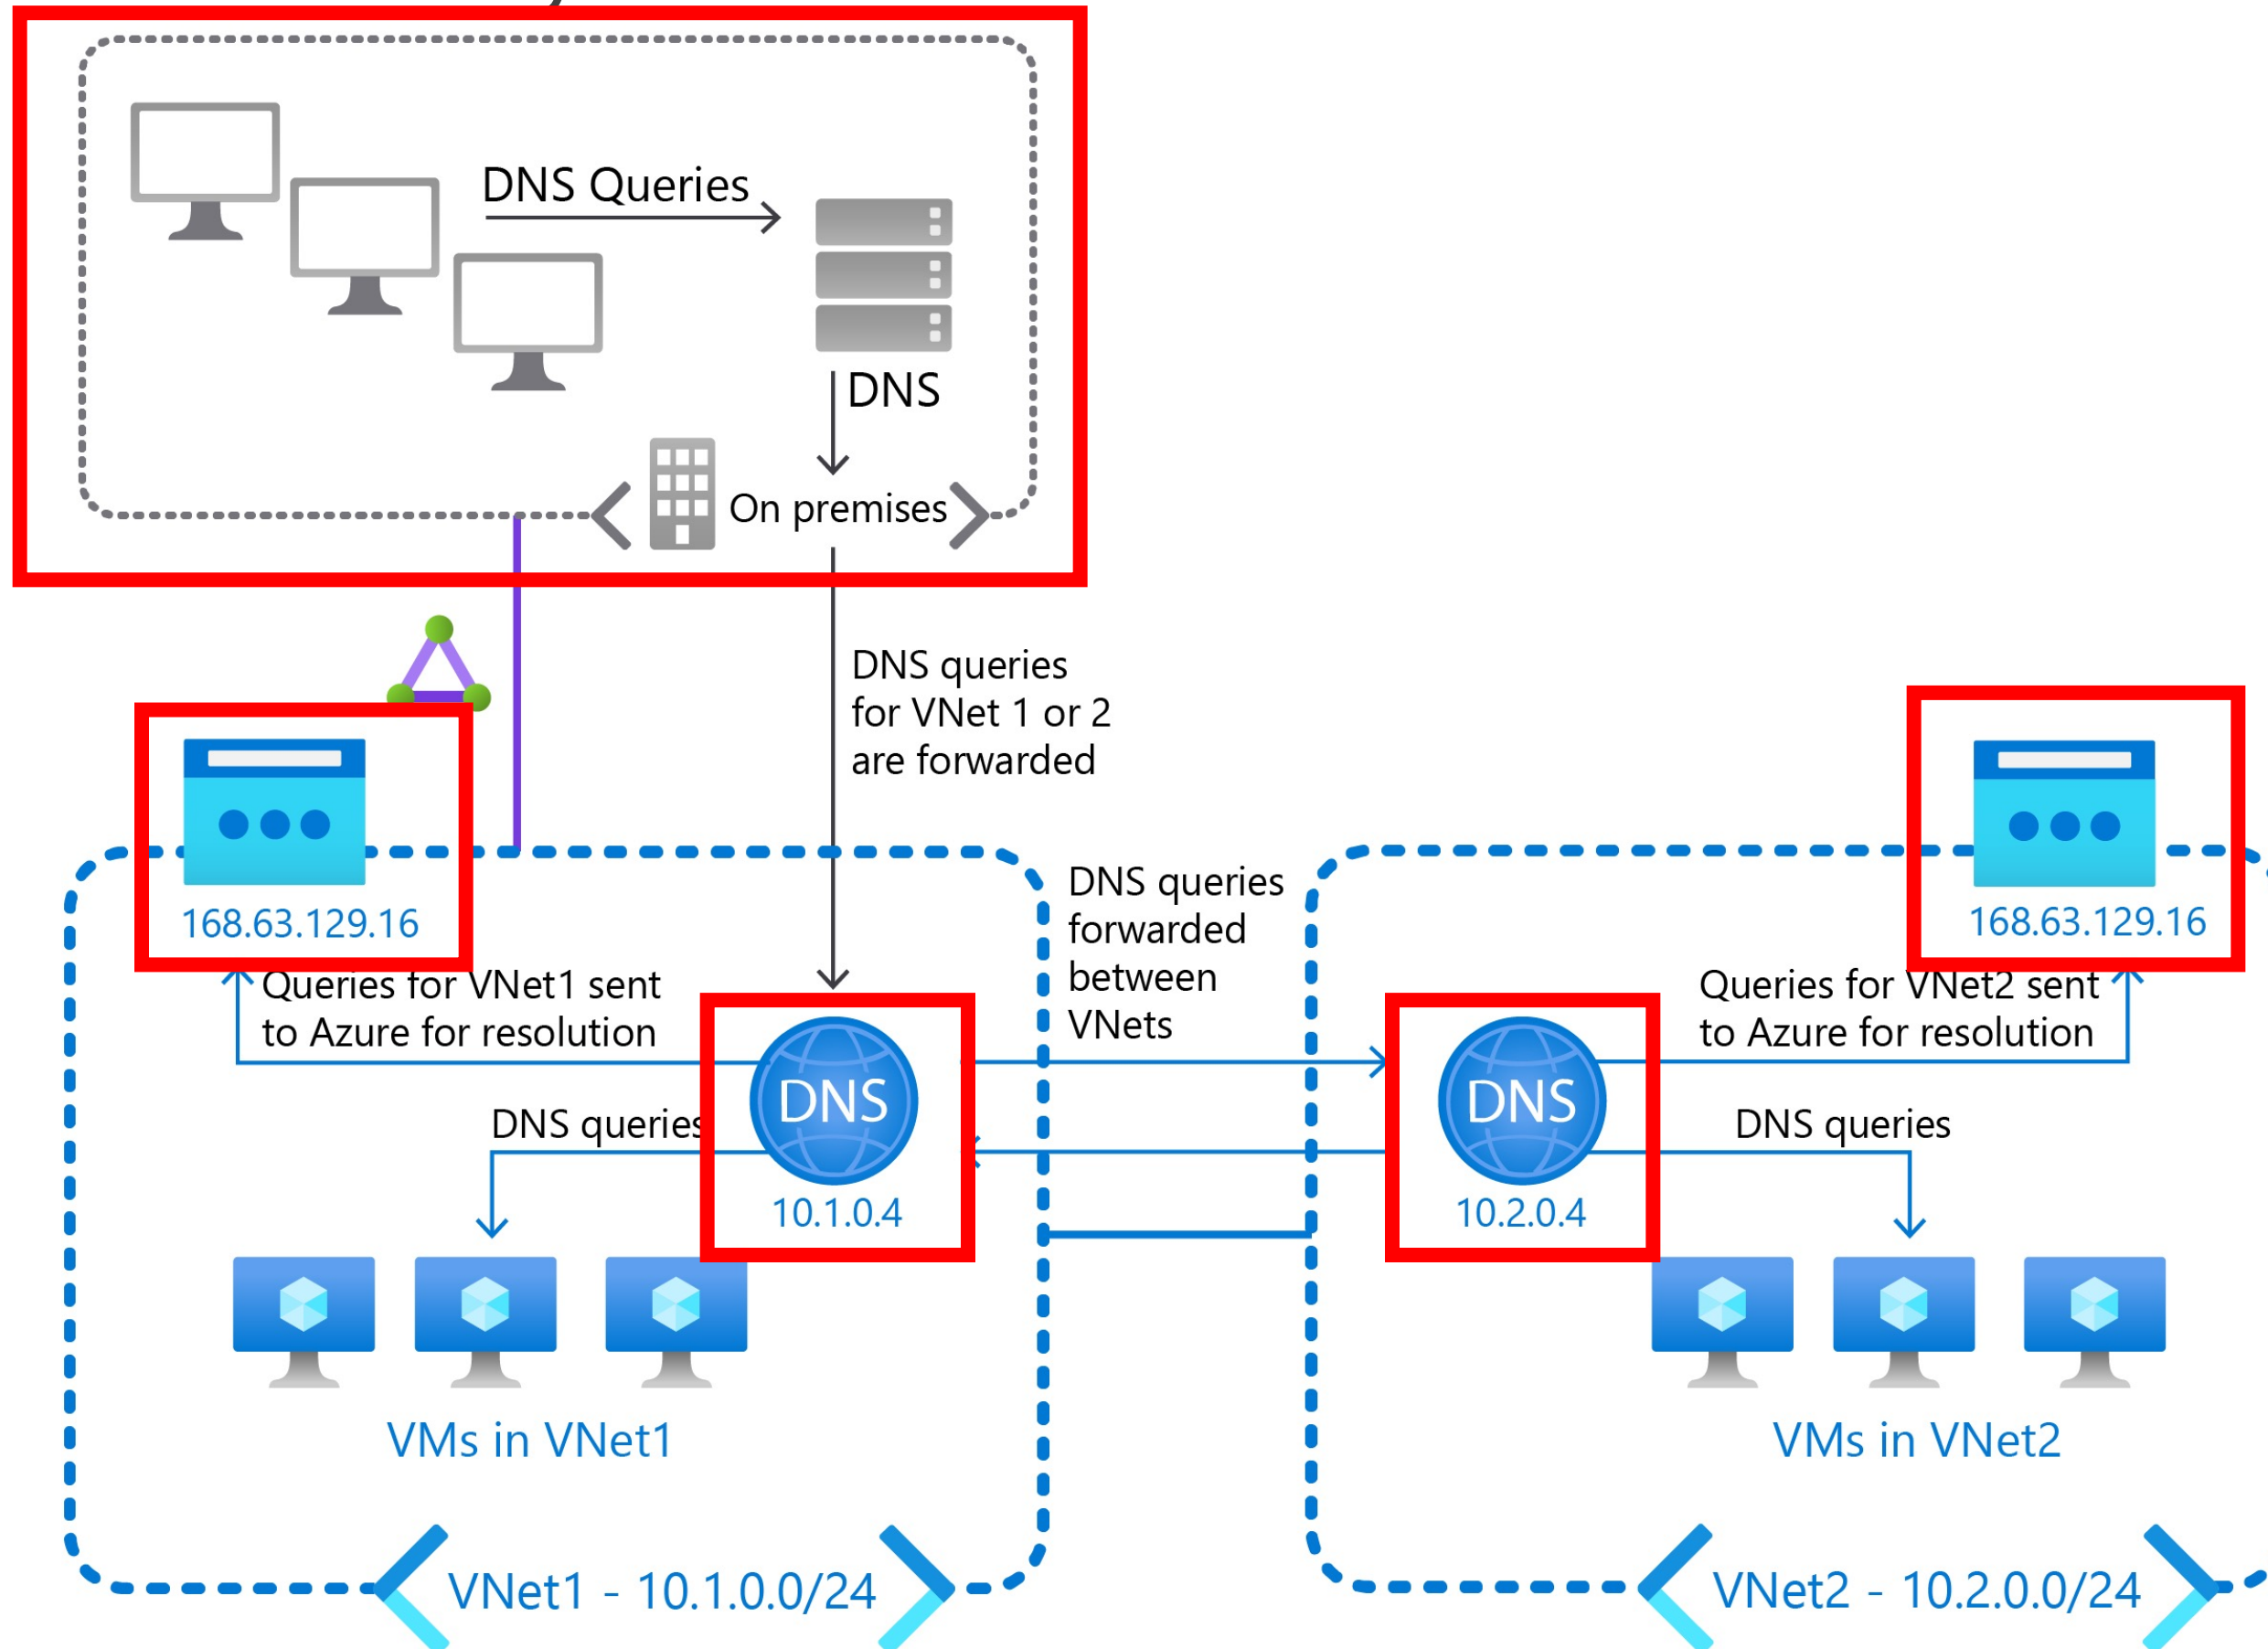 DNS Queries
DNS
On premises
DNS queries
for VNet 1 or 2
are forwarded
168.63.129.16
Queries for VNet1 sent
to Azure for resolution
DNS queries
forwarded
between
VNets
168.63.129.16
Queries for VNet2 sent
to Azure for resolution
DNS queries
DNS
10.1.0.4
DNS
10.2.0.4
DNS queries
VMs in VNet1
VMs in VNet2
VNet1 - 10.1.0.0/24
VNet2 - 10.2.0.0/24